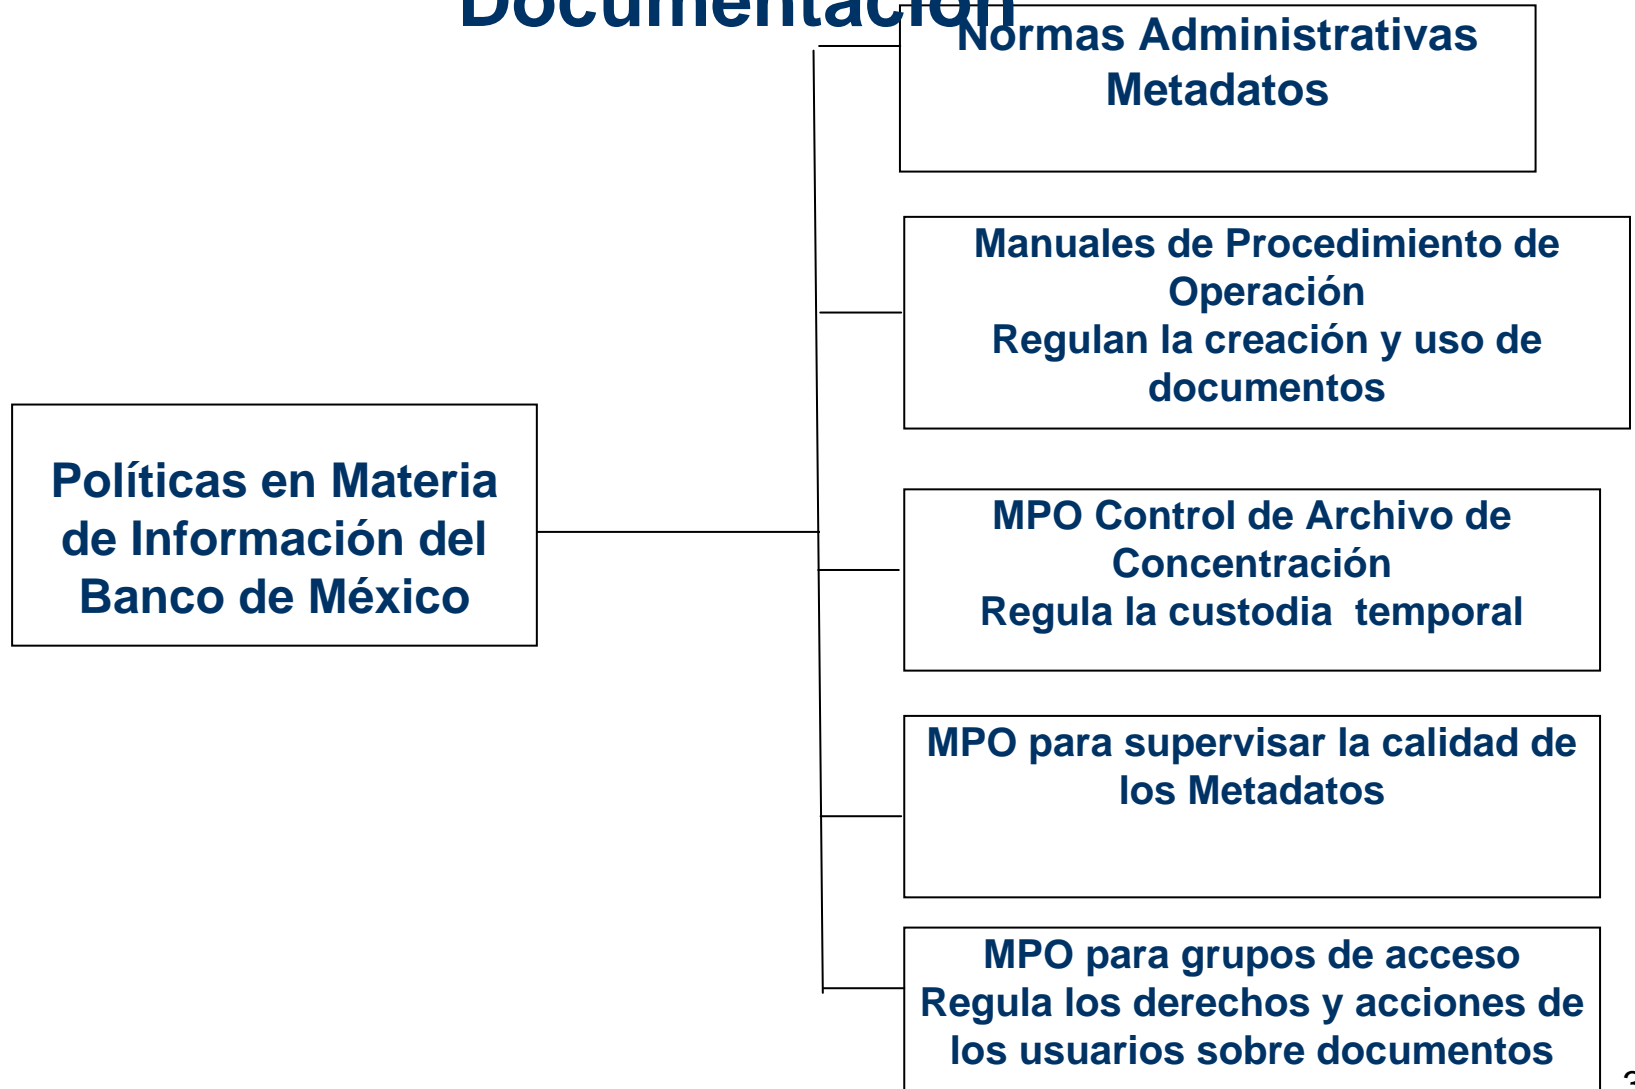 Documentación
Normas Administrativas
Metadatos
Manuales de Procedimiento de
Operación
Regulan la creación y uso de
documentos
Políticas en Materia
de Información del
Banco de México
MPO Control de Archivo de
Concentración
Regula la custodia temporal
MPO para supervisar la calidad de
los Metadatos
MPO para grupos de acceso
Regula los derechos y acciones de
los usuarios sobre documentos